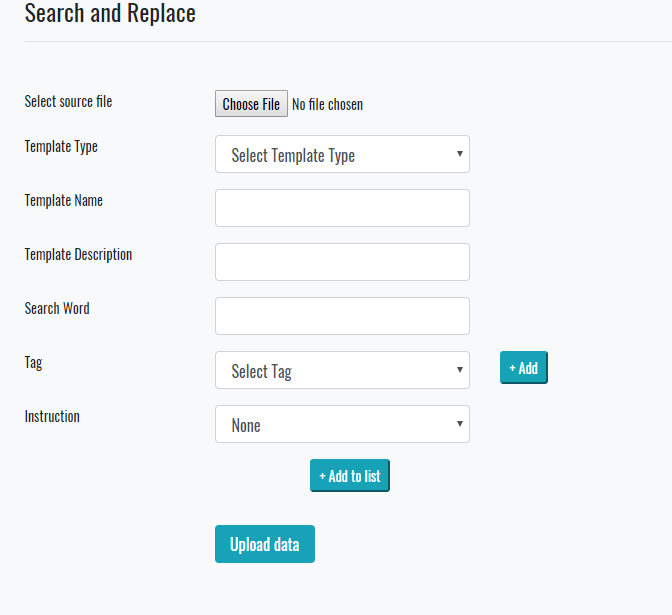 Search and Replace
Select source file
Choose File No file chosen
Template Type
Select Template Type
Template Name
Template Description
Search Word
Tag
Select Tag
+ Add
Instruction
None
+ Add to list
Upload data